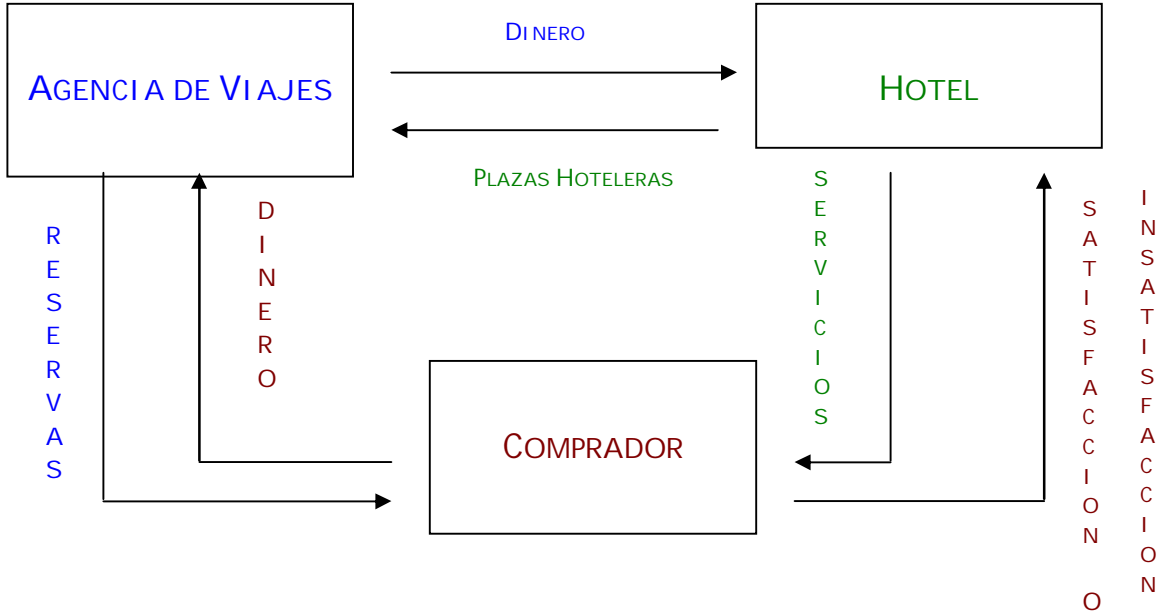 DINERO
AGENCIA DE VIAJES
HOTEL
PLAZAS HOTELERAS
RESERVAS
DINERO
SERVICIOS
SATISFACCION O
INSATISFACCION
COMPRADOR